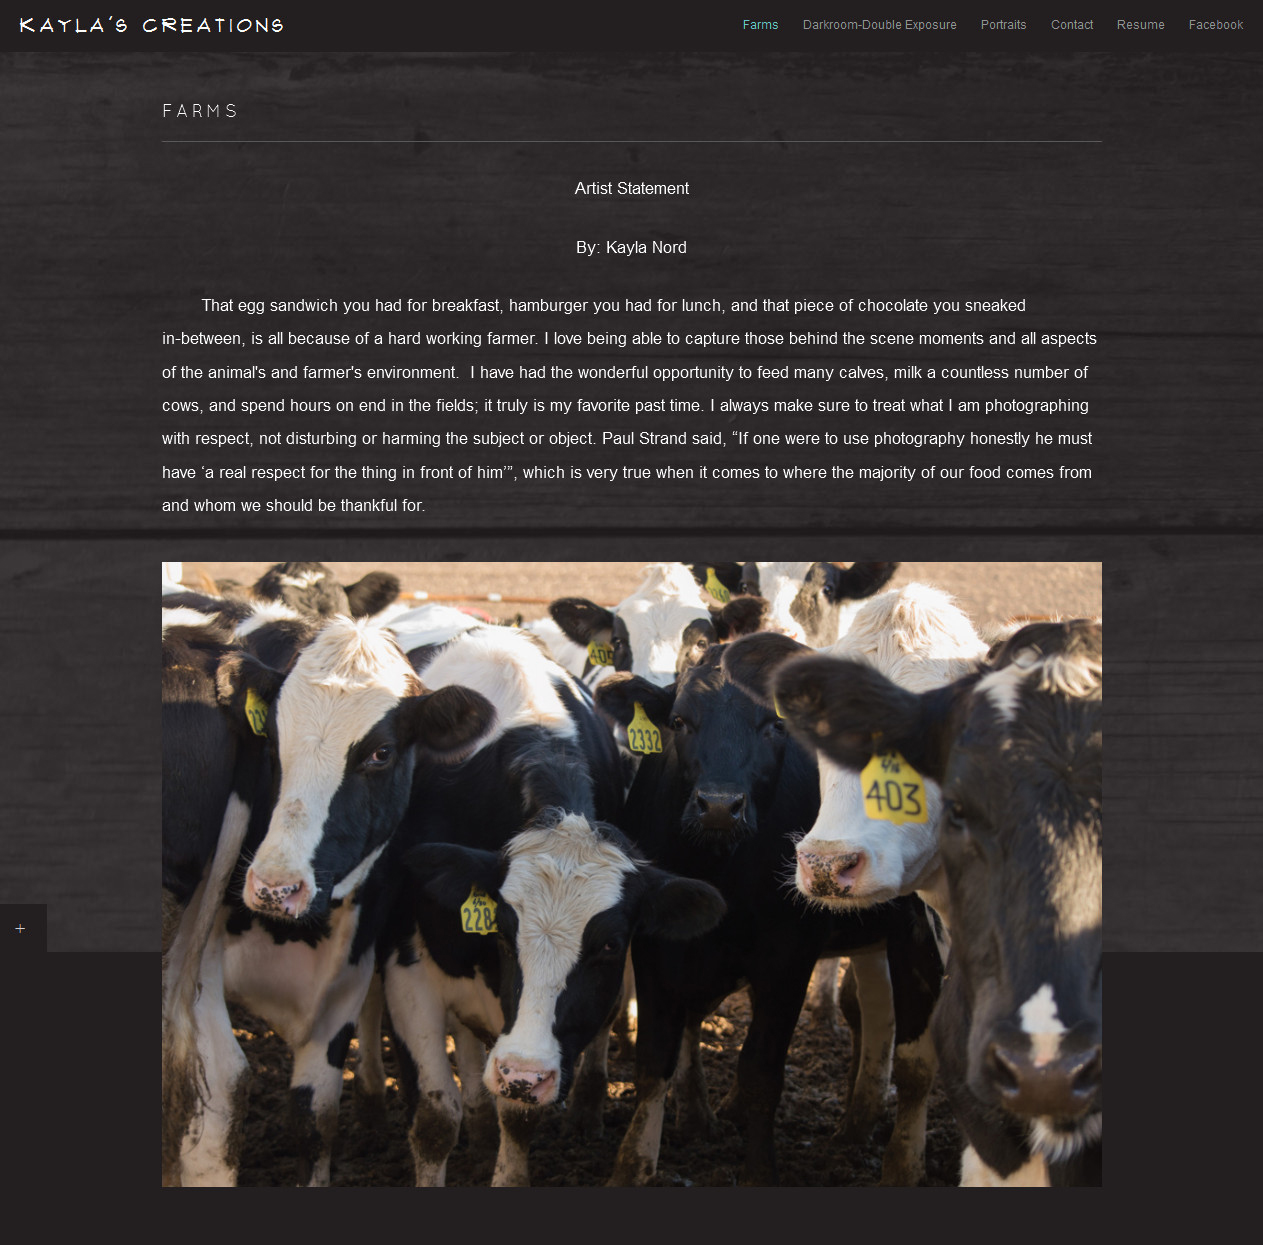 KAYLA'S CREATIONS
Farms Darkroom-Double Exposure Portraits Contact Resume Facebook
FARMS
Artist Statement
By: Kayla Nord
That egg sandwich you had for breakfast, hamburger you had for lunch, and that piece of chocolate you sneaked
in-between, is all because of a hard working farmer. I love being able to capture those behind the scene moments and all aspects
of the animal's and farmer's environment.  I have had the wonderful opportunity to feed many calves, milk a countless number of
cows, and spend hours on end in the fields; it truly is my favorite past time. I always make sure to treat what I am photographing
with respect, not disturbing or harming the subject or object. Paul Strand said, “If one were to use photography honestly he must
have ‘a real respect for the thing in front of him’”, which is very true when it comes to where the majority of our food comes from
and whom we should be thankful for.
2332
403
228
+